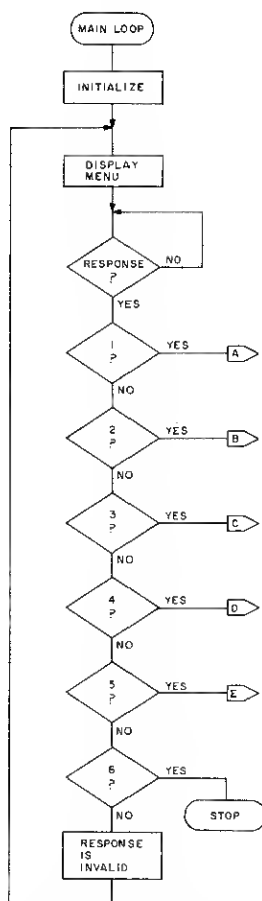 MAIN LOOP
INITIALIZE
DISPLAY
MENU
RESPONSE
?
NO
YES
1
?
YES
A
NO
2
?
YES
B
NO
3
?
YES
C
NO
4
?
YES
D
NO
5
?
YES
E
NO
6
?
YES
NO
STOP
RESPONSE
IS
INVALID